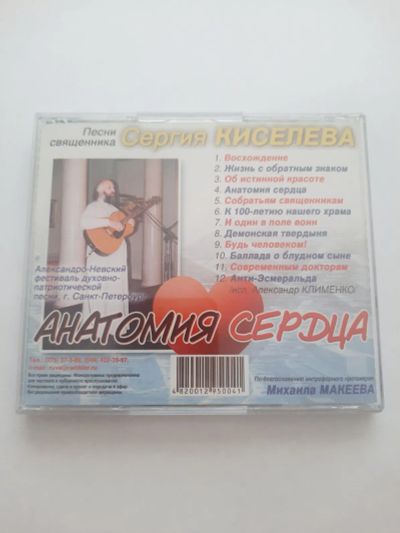 Песни
священника
Сергия КИСЕЛЕВА
1. Восхождение
2. Жизнь с обратным знаком
3. Об истинной красоте
4. Анатомия сердца
5. Собратьям священникам
6. К 100-летию нашего храма
7. И один в поле воин
8. Демонская твердыня
9. Будь человеком!
10. Баллада о блудном сыне
11. Современным докторам
12. Анти-Эсмеральда
исп. Александр КЛИМЕНКО
Александро-Невский
фестиваль духовно-
патриотической
песни, г. Санкт-Петербург
АНАТОМИЯ СЕРДЦА
4820012950041
По благословению митрофорного протоиерея
Михаила МАКЕЕВА